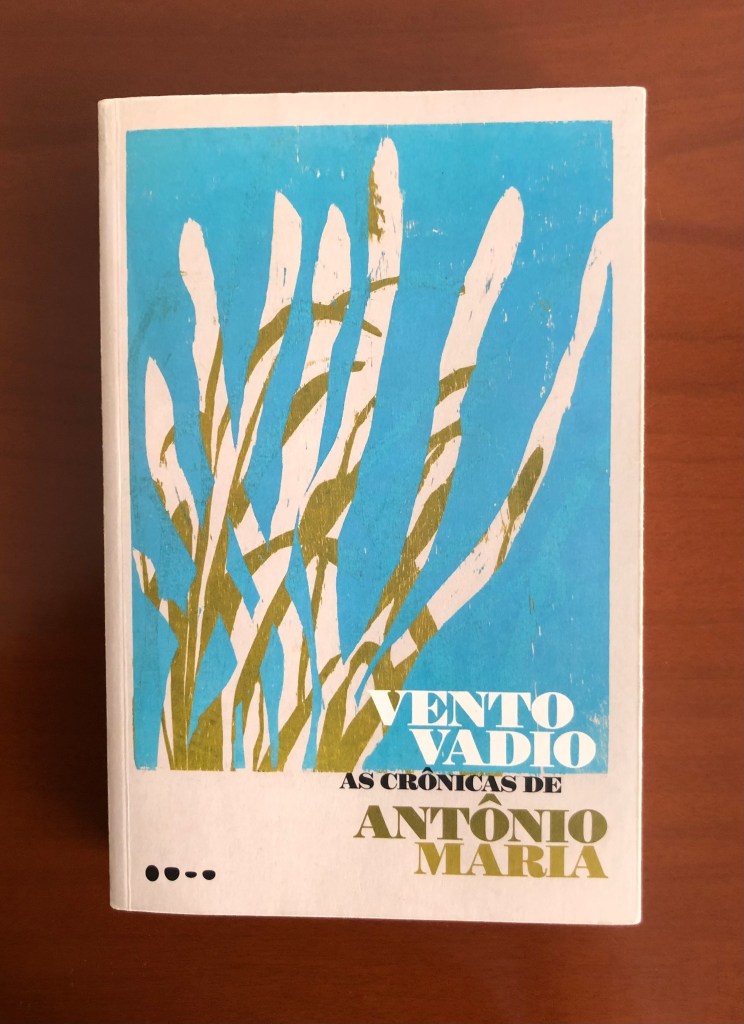 VENTO
VADIO
AS CRÔNICAS DE
ANTÔNIO
MARIA